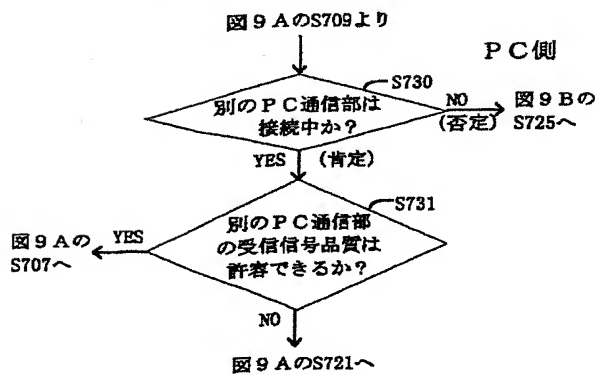 図9AのS709より
PC側
S730
別のPC通信部は
接続中か？
NO
(否定)
図9Bの
S725へ
YES (肯定)
S731
別のPC通信部
の受信信号品質は
許容できるか？
YES
図9Aの
S707へ
NO
図9AのS721へ